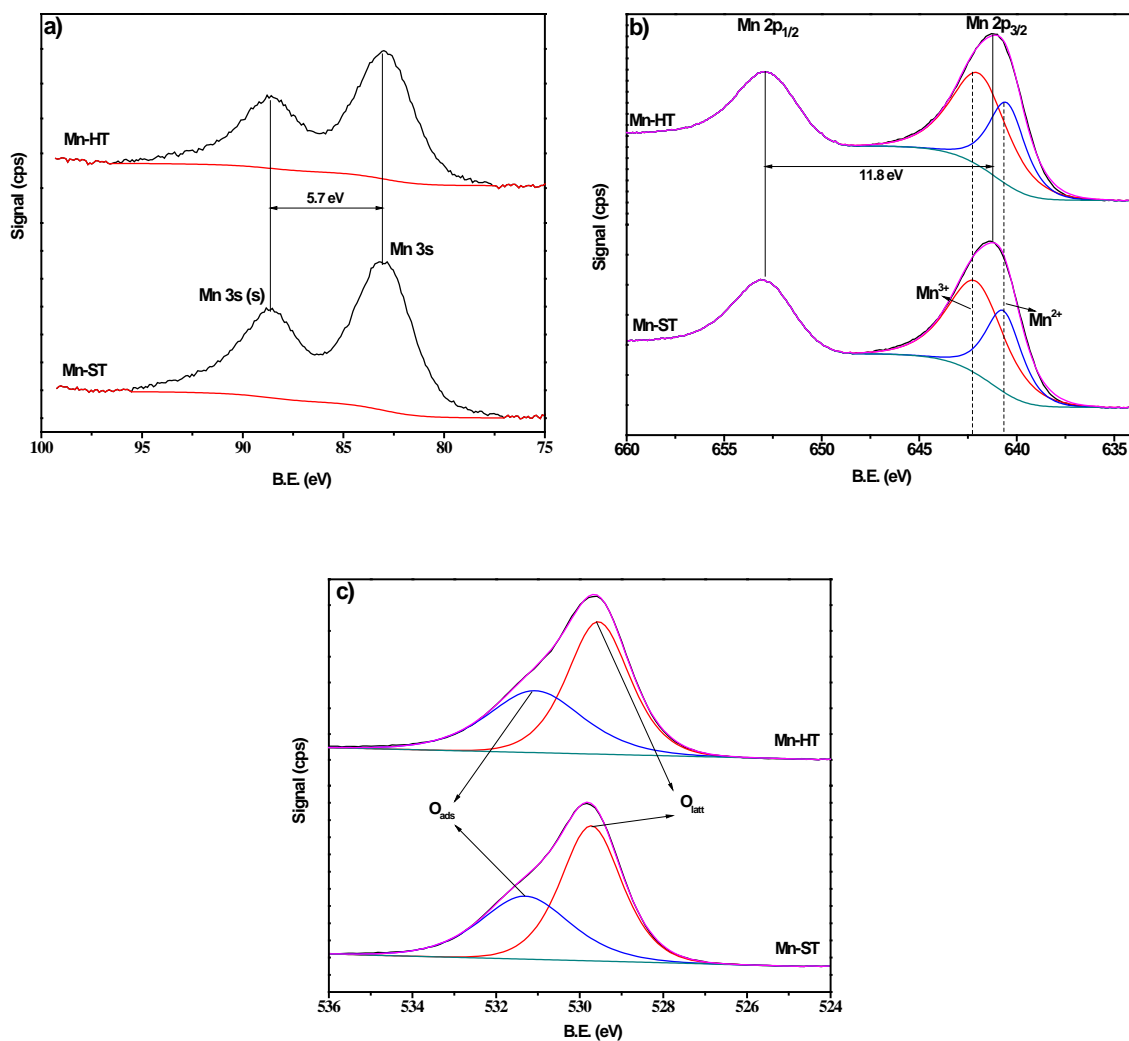 a)
Mn-HT
5.7 eV
Mn 3s
Mn 3s (s)
Mn-ST
Signal (cps)
100 95 90 85 80 75
B.E. (eV)
b)
Mn 2p1/2
Mn 2p3/2
Mn-HT
11.8 eV
Mn3+
Mn2+
Mn-ST
Signal (cps)
660 655 650 645 640 635
B.E. (eV)
c)
Mn-HT
Oads
Olatt
Mn-ST
Signal (cps)
536 534 532 530 528 526 524
B.E. (eV)